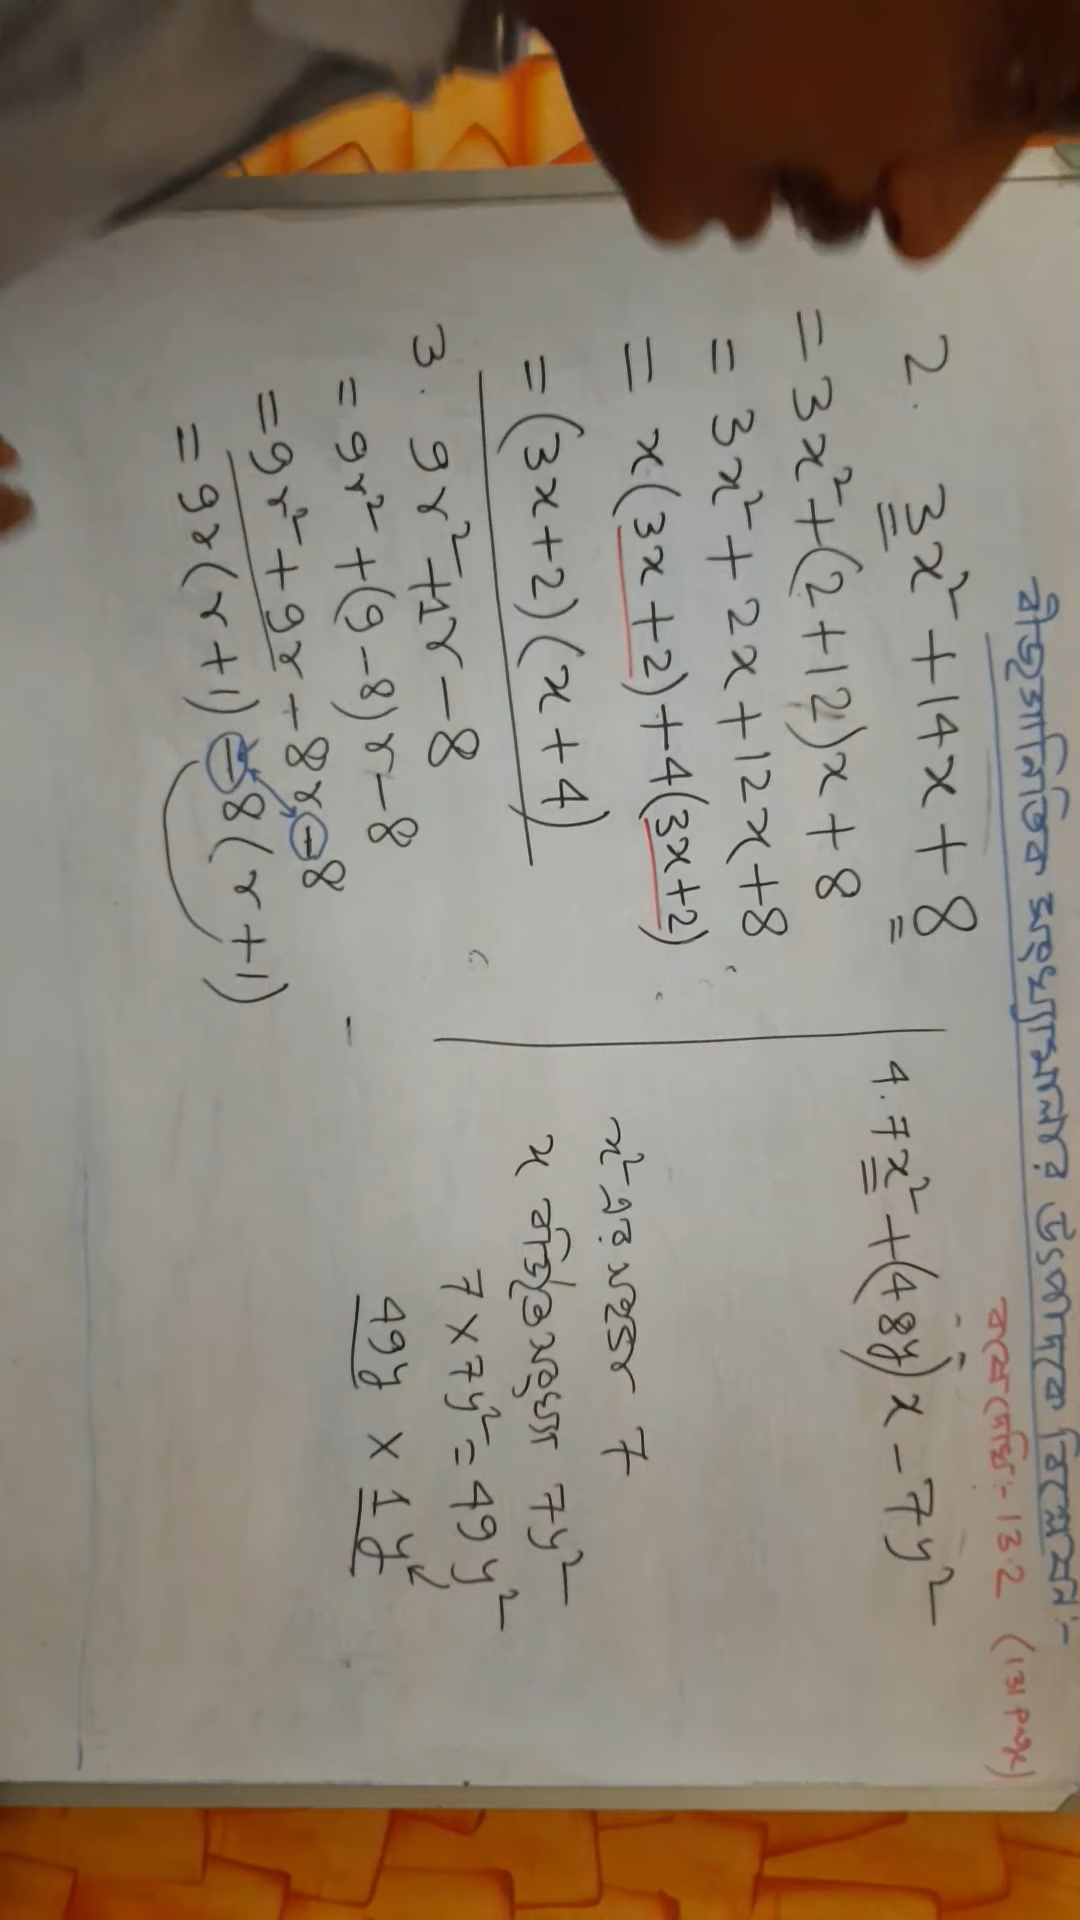 বীজগাণিতিক সংখ্যামালার উৎপাদক বিশ্লেষণ:-
কষে দেখি:- 13.2 (131 page)
2. 3x² + 14x + 8
= 3x² + (2+12)x + 8
= 3x² + 2x + 12x + 8
= x(3x+2) + 4(3x+2)
= (3x+2) (x+4)
3. 9r² + 1r - 8
= 9r² + (9-8)r - 8
= 9r² + 9r - 8r - 8
= 9r(r+1) - 8(r+1)
4. 7x² + (48y)x - 7y²
x² এর সহগ 7
x বর্জিত সংখ্যা 7y²
7 × 7y² = 49y²
49y × 1y